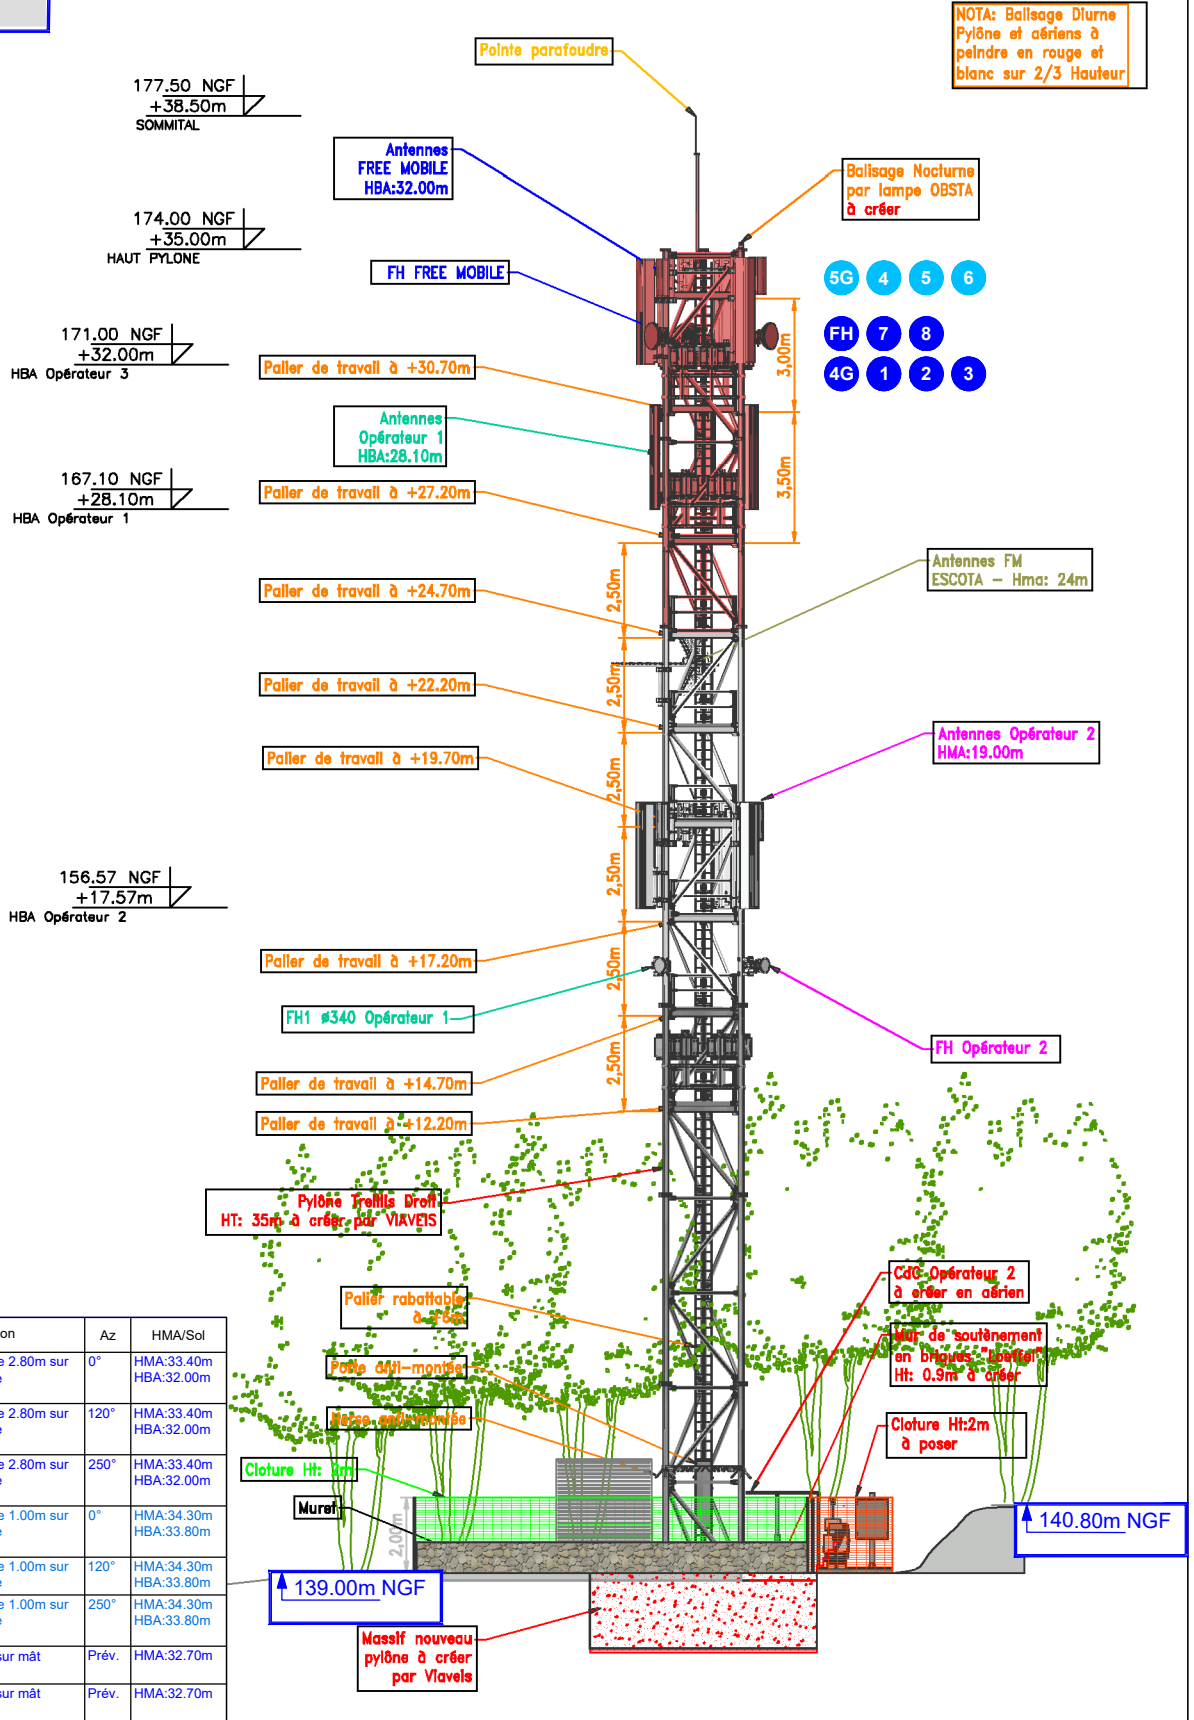 NOTA: Balisage Diurne
Pylône et aériens à
peindre en rouge et
blanc sur 2/3 Hauteur
Pointe parafoudre
177.50 NGF
+38.50m
SOMMITAL
Antennes
FREE MOBILE
HBA:32.00m
Balisage Nocturne
par lampe OBSTA
à créer
174.00 NGF
+35.00m
HAUT PYLONE
FH FREE MOBILE
5G 4 5 6
FH 7 8
4G 1 2 3
171.00 NGF
+32.00m
HBA Opérateur 3
Palier de travail à +30.70m
3,00m
Antennes
Opérateur 1
HBA:28.10m
3,50m
167.10 NGF
+28.10m
HBA Opérateur 1
Palier de travail à +27.20m
Antennes FM
ESCOTA – Hma: 24m
Palier de travail à +24.70m
2,50m
Palier de travail à +22.20m
2,50m
Antennes Opérateur 2
HMA:19.00m
Palier de travail à +19.70m
2,50m
2,50m
156.57 NGF
+17.57m
HBA Opérateur 2
Palier de travail à +17.20m
2,50m
FH1 ø340 Opérateur 1
FH Opérateur 2
2,50m
Palier de travail à +14.70m
Palier de travail à +12.20m
Pylône Treillis Droit
HT: 35m à créer par VIAVEIS
CdC Opérateur 2
à créer en aérien
Palier rabattable
à +6m
Mur de soutènement
en briques "Loeffel"
Ht: 0.9m à créer
Porte anti-montée
Herse anti-montée
Cloture Ht:2m
à poser
Cloture Ht: 2m
Muret
2,00m
140.80m NGF
139.00m NGF
Massif nouveau
pylône à créer
par Viaveis
on Az HMA/Sol
e 2.80m sur 0° HMA:33.40m
e HBA:32.00m
e 2.80m sur 120° HMA:33.40m
e HBA:32.00m
e 2.80m sur 250° HMA:33.40m
e HBA:32.00m
e 1.00m sur 0° HMA:34.30m
e HBA:33.80m
e 1.00m sur 120° HMA:34.30m
e HBA:33.80m
e 1.00m sur 250° HMA:34.30m
e HBA:33.80m
sur mât Prév. HMA:32.70m
sur mât Prév. HMA:32.70m